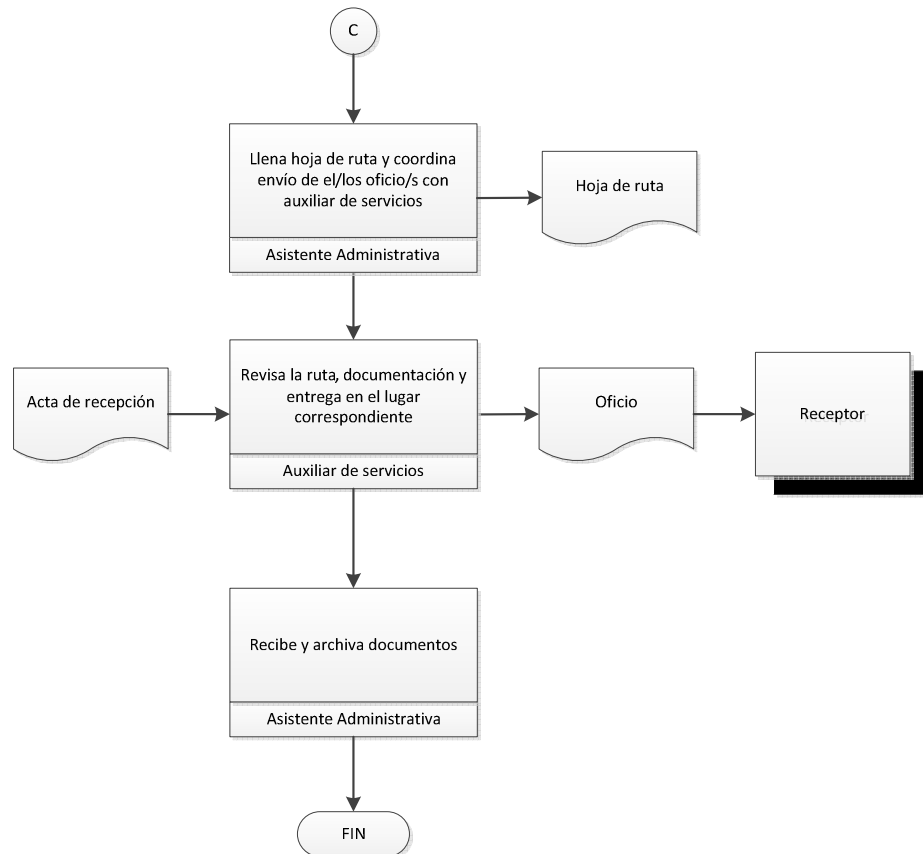 C
Llena hoja de ruta y coordina
envío de el/los oficio/s con
auxiliar de servicios
Asistente Administrativa
Hoja de ruta
Acta de recepción
Revisa la ruta, documentación y
entrega en el lugar
correspondiente
Auxiliar de servicios
Oficio
Receptor
Recibe y archiva documentos
Asistente Administrativa
FIN